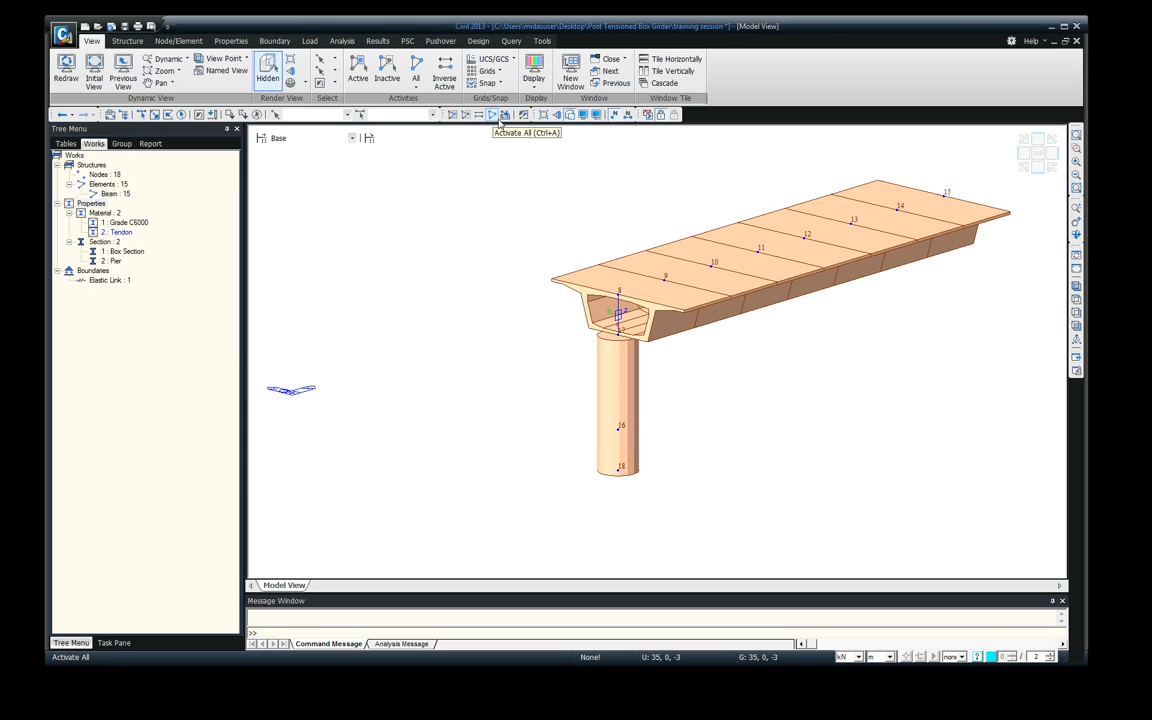 Civil 2013 - [C:\Users\midasuser\Desktop\Post Tensioned Box Girder\training session *] - [Model View]
View Structure Node/Element Properties Boundary Load Analysis Results PSC Pushover Design Query Tools Help
Redraw Initial View Previous View Dynamic Zoom Pan View Point Named View Hidden Active Inactive All Inverse Active UCS/GCS Grids Snap Display New Window Close Next Previous Tile Horizontally Tile Vertically Cascade
Dynamic View Render View Select Activities Grids/Snap Display Window Window Tile
Tree Menu
Activate All (Ctrl+A)
Base
TOP
Tables Works Group Report
Works
Structures
Nodes : 18
Elements : 15
Beam : 15
Properties
Material : 2
1 : Grade C6000
2 : Tendon
Section : 2
1 : Box Section
2 : Pier
Boundaries
Elastic Link : 1
15
14
13
12
11
10
9
8
17
16
18
Model View
Message Window
>>
Tree Menu Task Pane
Command Message Analysis Message
Activate All None! U: 35, 0, -3 G: 35, 0, -3 kN m none 0 / 2